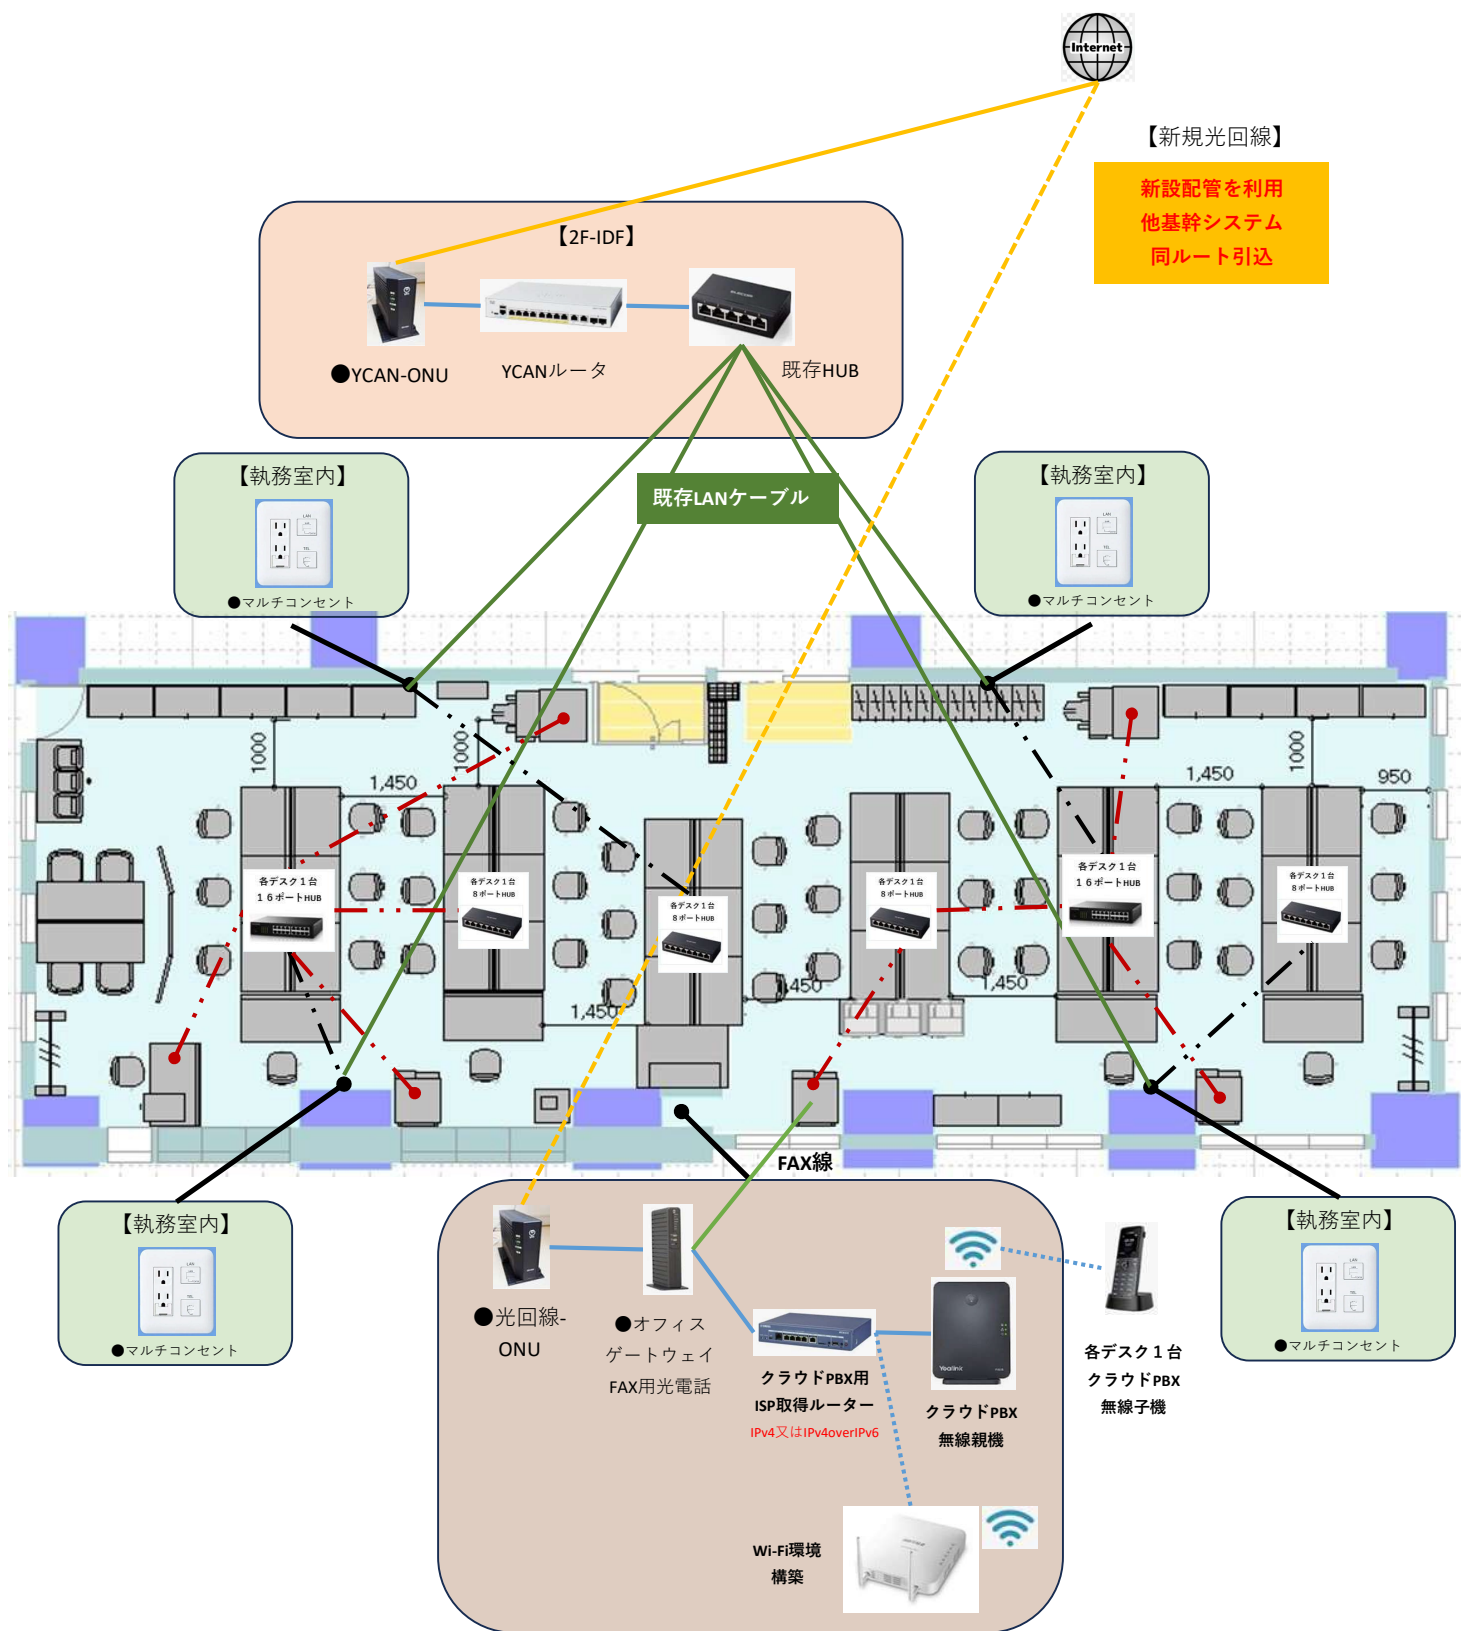 Internet
【新規光回線】
新設配管を利用
他基幹システム
同ルート引込
【2F-IDF】
●YCAN-ONU
YCANルータ
既存HUB
【執務室内】
LAN
TEL
●マルチコンセント
既存LANケーブル
【執務室内】
LAN
TEL
●マルチコンセント
1000
1,450
1000
1,450
1000
950
各デスク1台
16ポートHUB
各デスク1台
8ポートHUB
各デスク1台
8ポートHUB
各デスク1台
8ポートHUB
各デスク1台
16ポートHUB
各デスク1台
8ポートHUB
1,450
450
1,450
FAX線
【執務室内】
LAN
TEL
●マルチコンセント
●光回線-
ONU
●オフィス
ゲートウェイ
FAX用光電話
クラウドPBX用
ISP取得ルーター
IPv4又はIPv4overIPv6
Yealink
クラウドPBX
無線親機
各デスク1台
クラウドPBX
無線子機
【執務室内】
LAN
TEL
●マルチコンセント
Wi-Fi環境
構築